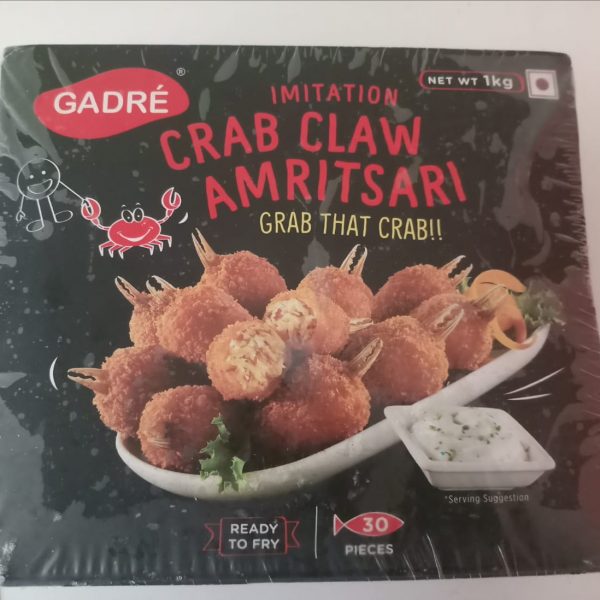 GADRÉ®
NET WT 1kg
IMITATION
CRAB CLAW
AMRITSARI
GRAB THAT CRAB!!
*Serving Suggestion
READY
TO FRY
30
PIECES